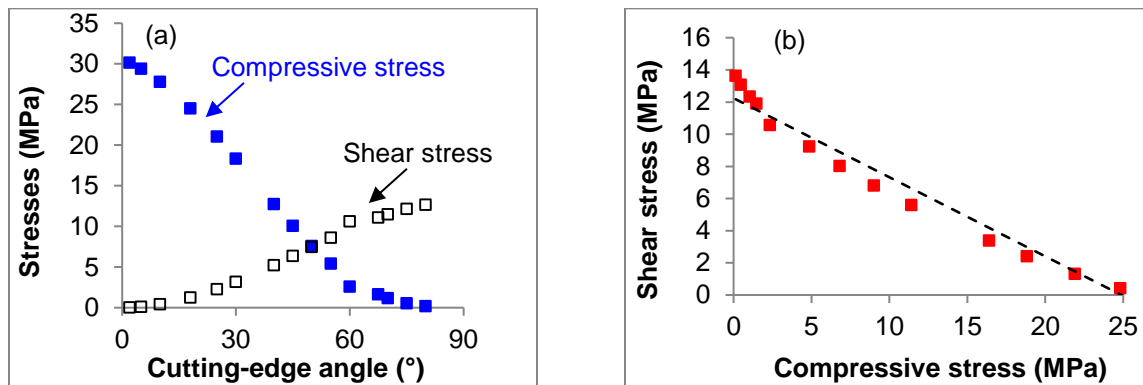 (a)
Compressive stress
Shear stress
Stresses (MPa)
35
30
25
20
15
10
5
0
0 30 60 90
Cutting-edge angle (°)
(b)
Shear stress (MPa)
16
14
12
10
8
6
4
2
0
0 5 10 15 20 25
Compressive stress (MPa)